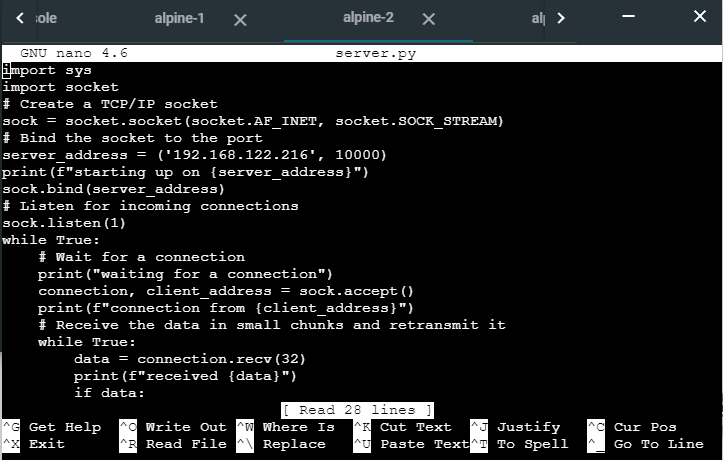 sole alpine-1 alpine-2
GNU nano 4.6 server.py
import sys
import socket
# Create a TCP/IP socket
sock = socket.socket(socket.AF_INET, socket.SOCK_STREAM)
# Bind the socket to the port
server_address = ('192.168.122.216', 10000)
print(f"starting up on {server_address}")
sock.bind(server_address)
# Listen for incoming connections
sock.listen(1)
while True:
    # Wait for a connection
    print("waiting for a connection")
    connection, client_address = sock.accept()
    print(f"connection from {client_address}")
    # Receive the data in small chunks and retransmit it
    while True:
        data = connection.recv(32)
        print(f"received {data}")
        if data:
[ Read 28 lines ]
^G Get Help ^O Write Out ^W Where Is ^K Cut Text ^J Justify ^C Cur Pos
^X Exit ^R Read File ^\ Replace ^U Paste Text ^T To Spell ^_ Go To Line